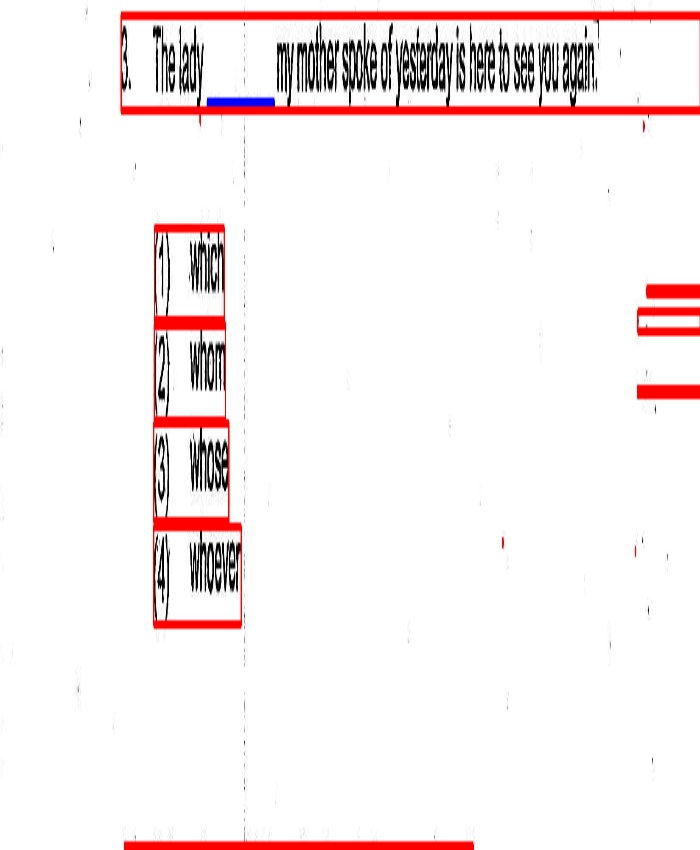 3. The lady ______ my mother spoke of yesterday is here to see you again.
(1) which
(2) whom
(3) whose
(4) whoever